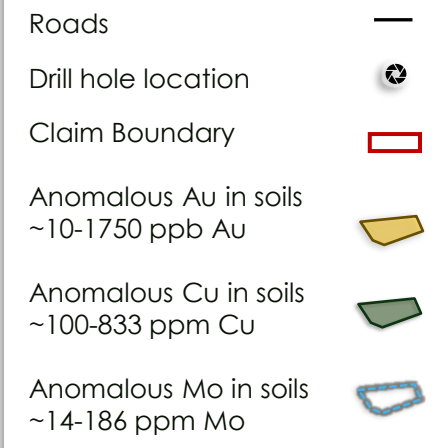 Roads
Drill hole location
Claim Boundary
Anomalous Au in soils
~10-1750 ppb Au
Anomalous Cu in soils
~100-833 ppm Cu
Anomalous Mo in soils
~14-186 ppm Mo